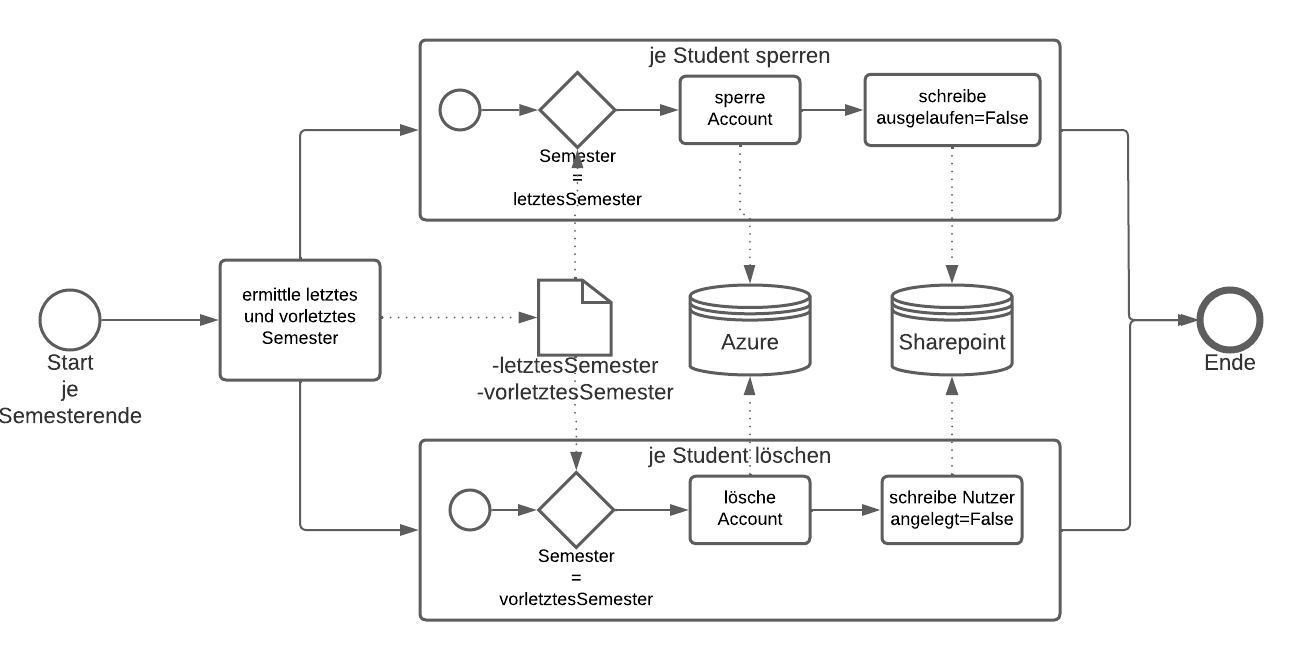 je Student sperren
sperre
Account
schreibe
ausgelaufen=False
Semester
=
letztesSemester
ermittle letztes
und vorletztes
Semester
Start
je
Semesterende
-letztesSemester
-vorletztesSemester
Azure
Sharepoint
Ende
je Student löschen
lösche
Account
schreibe Nutzer
angelegt=False
Semester
=
vorletztesSemester